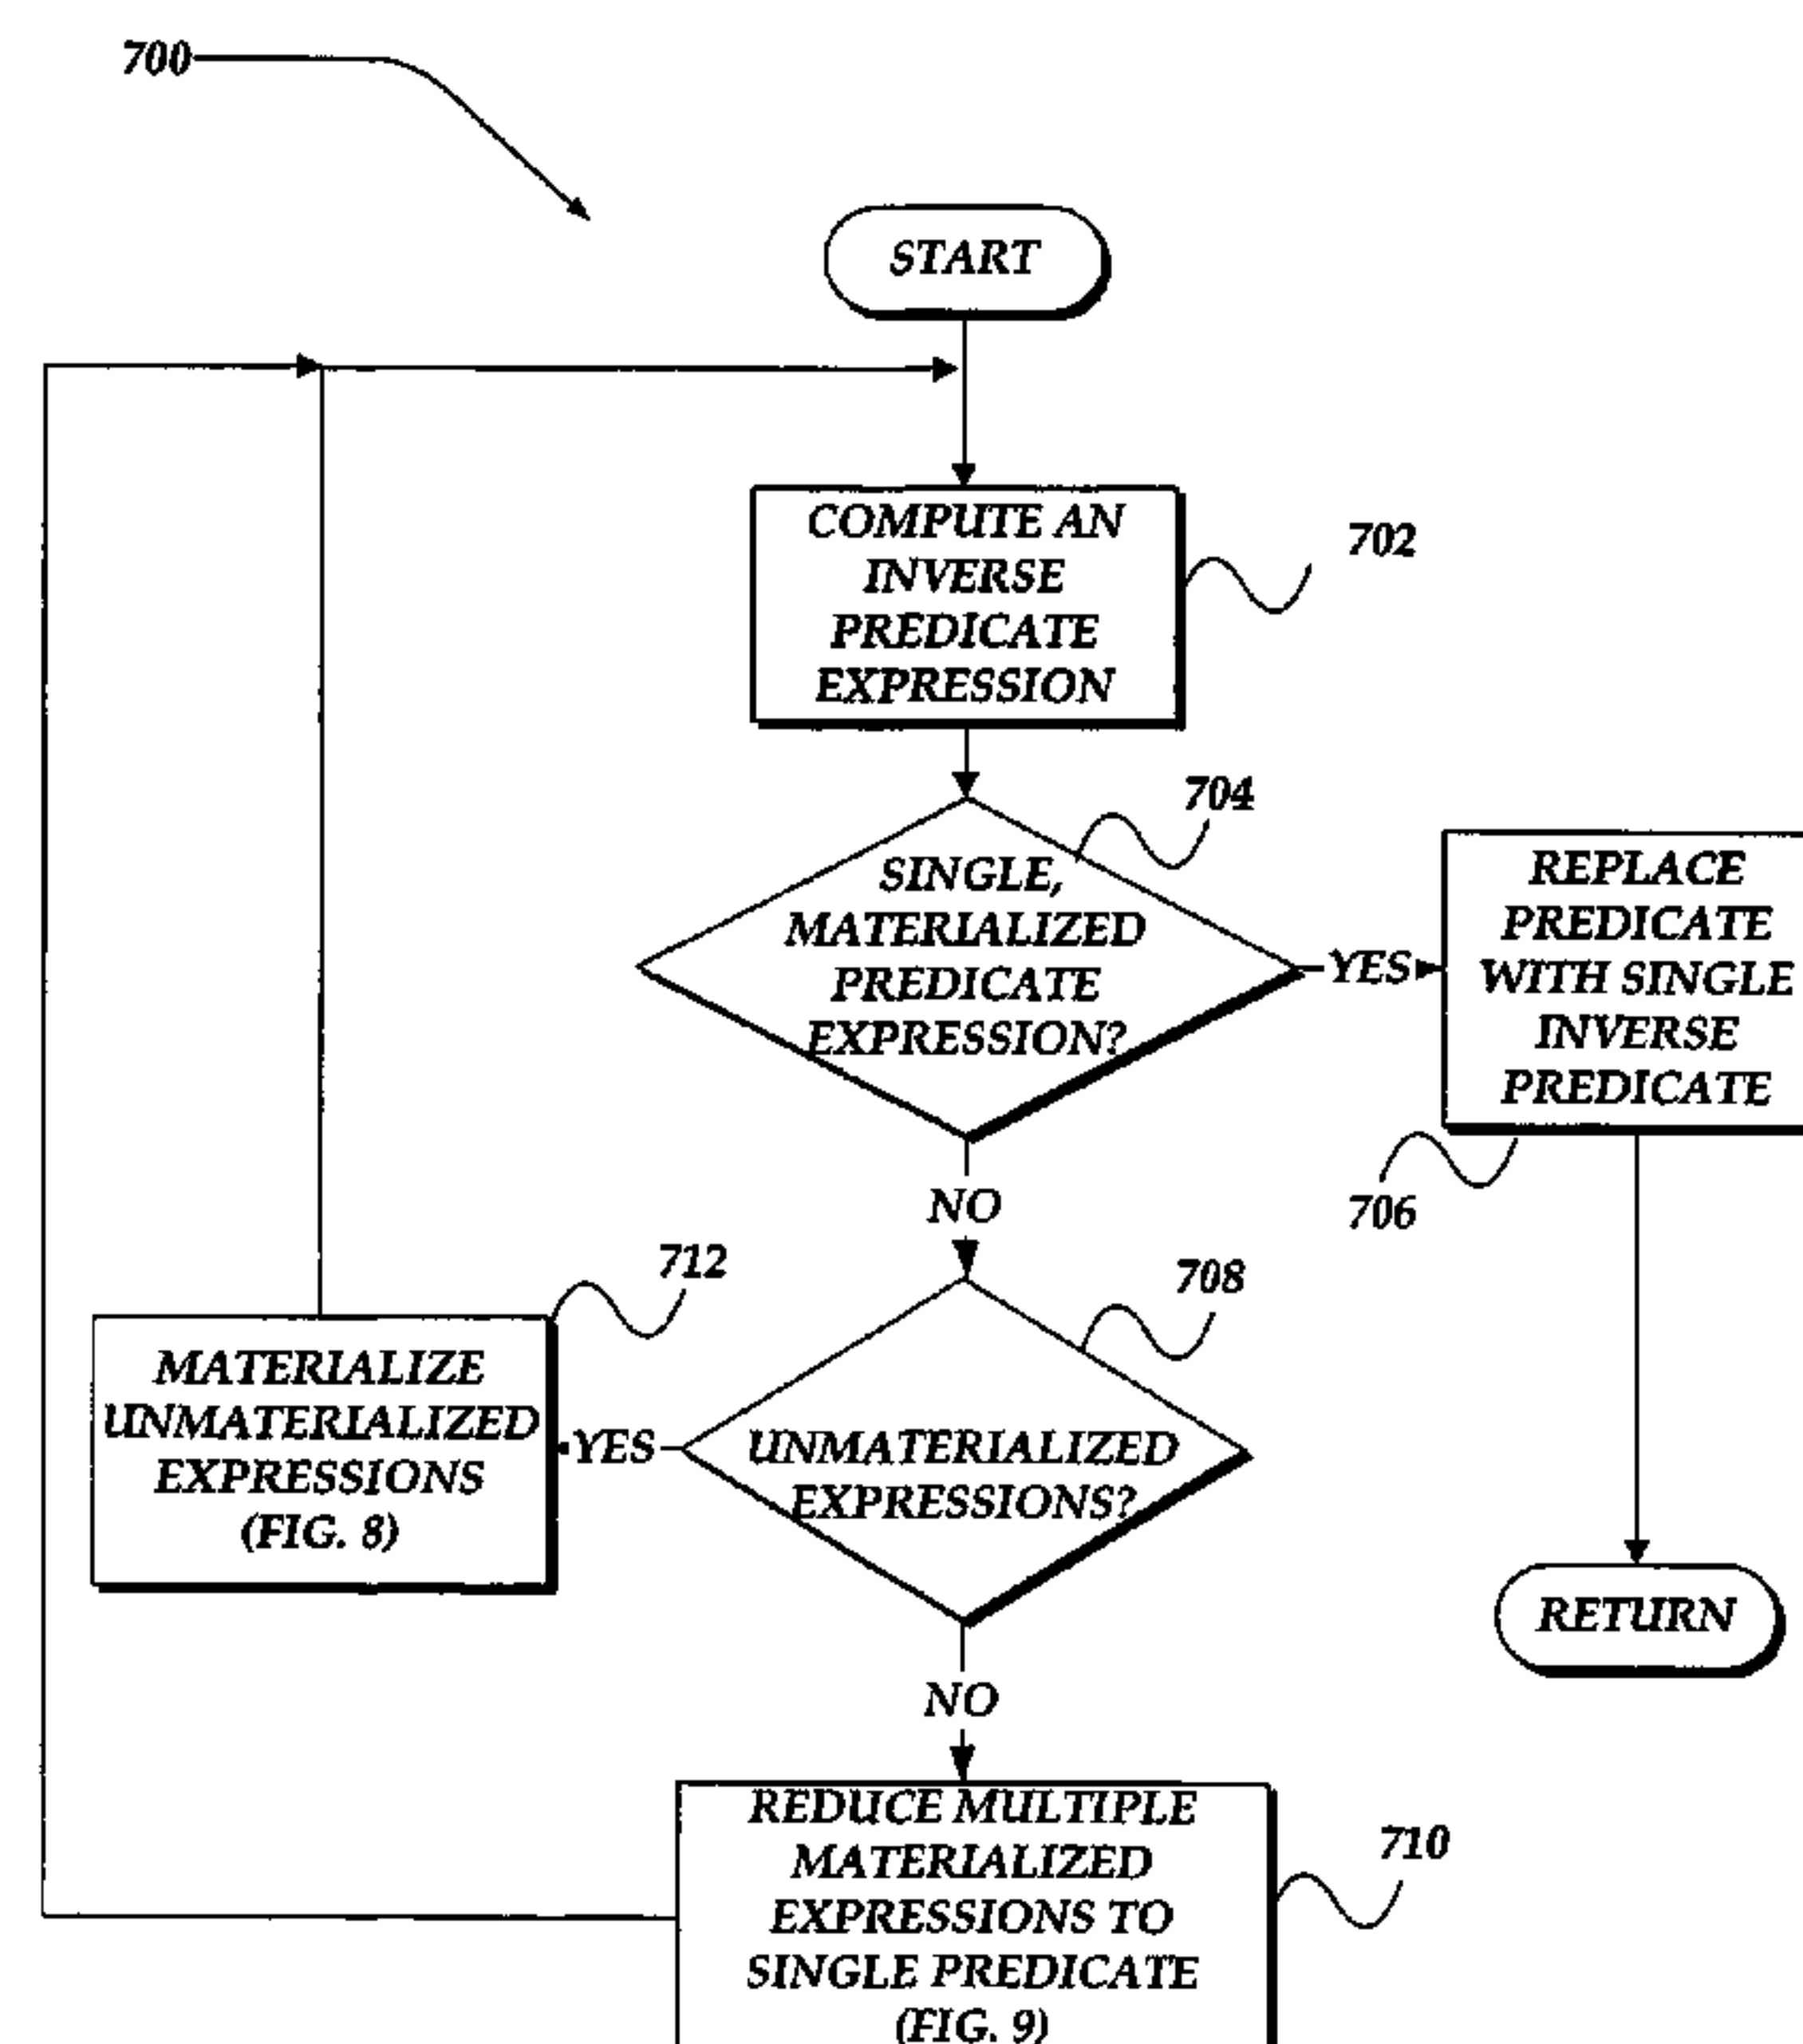 700
START
COMPUTE AN
INVERSE
PREDICATE
EXPRESSION
702
704
SINGLE,
MATERIALIZED
PREDICATE
EXPRESSION?
YES
REPLACE
PREDICATE
WITH SINGLE
INVERSE
PREDICATE
706
NO
712
708
MATERIALIZE
UNMATERIALIZED
EXPRESSIONS
(FIG. 8)
YES
UNMATERIALIZED
EXPRESSIONS?
RETURN
NO
REDUCE MULTIPLE
MATERIALIZED
EXPRESSIONS TO
SINGLE PREDICATE
(FIG. 9)
710